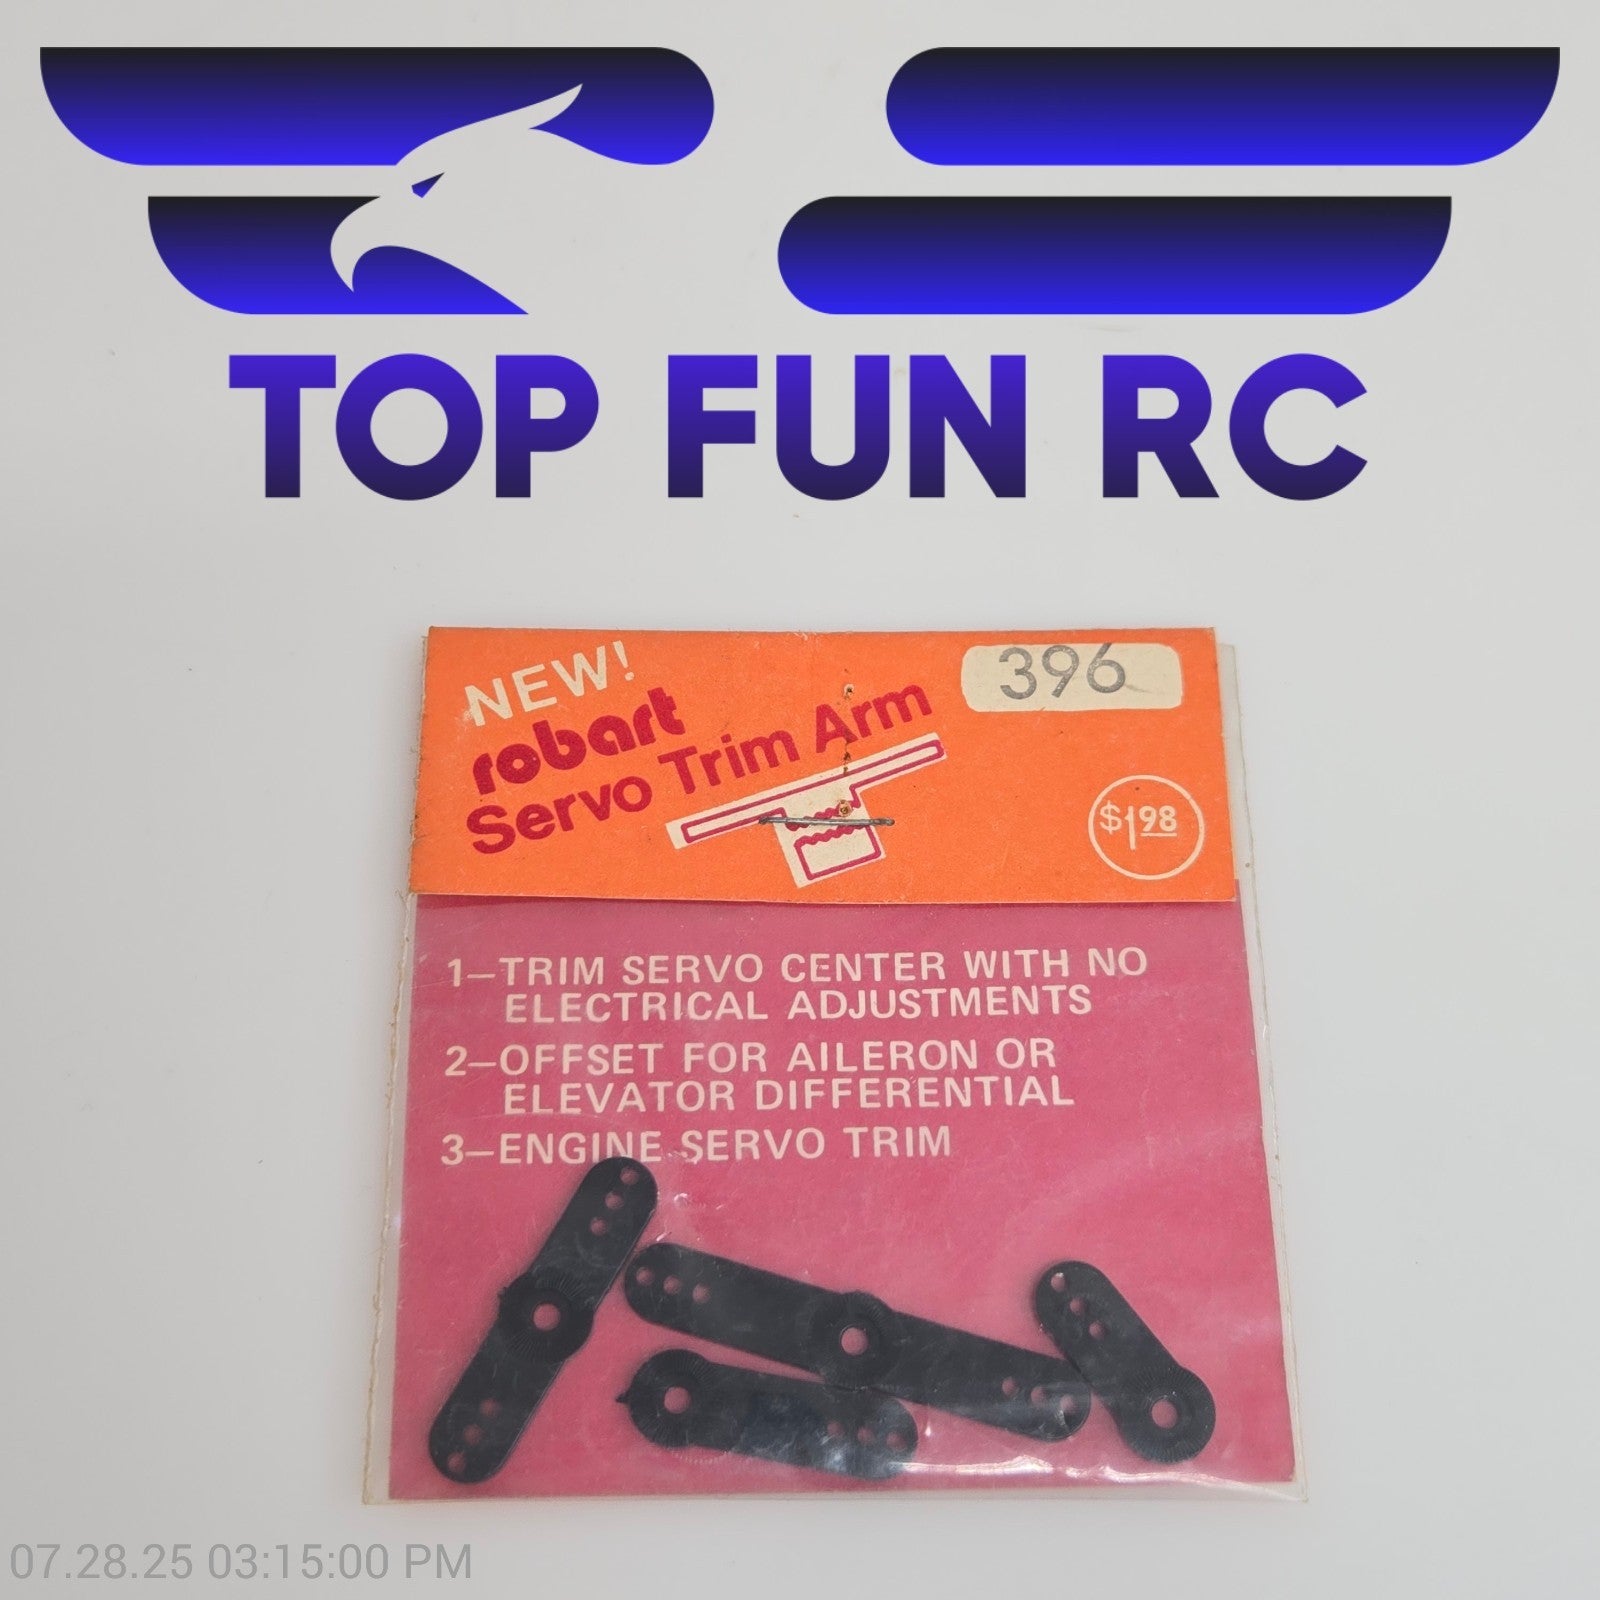 TOP FUN RC
NEW!
robart
Servo Trim Arm
396
$1.98
1—TRIM SERVO CENTER WITH NO
ELECTRICAL ADJUSTMENTS
2—OFFSET FOR AILERON OR
ELEVATOR DIFFERENTIAL
3—ENGINE SERVO TRIM
07.28.25 03:15:00 PM